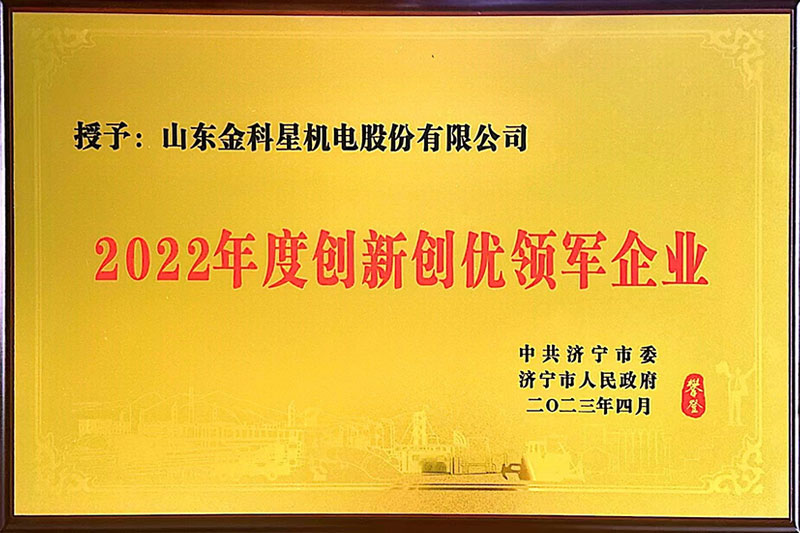 授予：山东金科星机电股份有限公司
2022年度创新创优领军企业
中共济宁市委
济宁市人民政府
二〇二三年四月
攀登